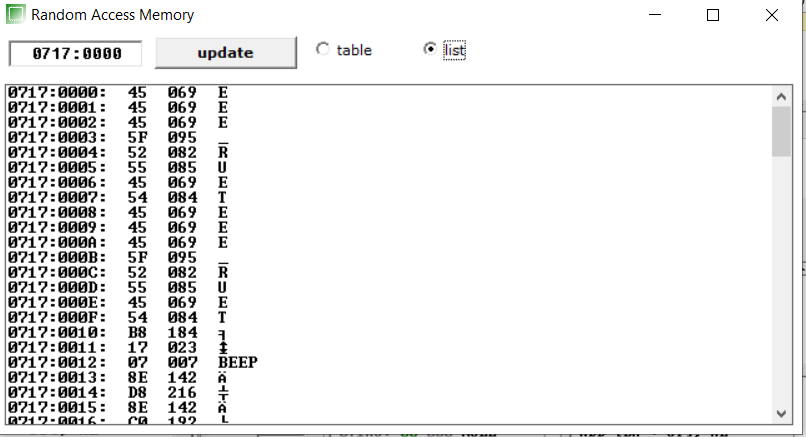 Random Access Memory
0717:0000 update table list
0717:0000: 45 069 E
0717:0001: 45 069 E
0717:0002: 45 069 E
0717:0003: 5F 095 _
0717:0004: 52 082 R
0717:0005: 55 085 U
0717:0006: 45 069 E
0717:0007: 54 084 T
0717:0008: 45 069 E
0717:0009: 45 069 E
0717:000A: 45 069 E
0717:000B: 5F 095 _
0717:000C: 52 082 R
0717:000D: 55 085 U
0717:000E: 45 069 E
0717:000F: 54 084 T
0717:0010: B8 184 ╕
0717:0011: 17 023 ↨
0717:0012: 07 007 BEEP
0717:0013: 8E 142 Ä
0717:0014: D8 216 ╪
0717:0015: 8E 142 Ä
0717:0016: C0 192 └